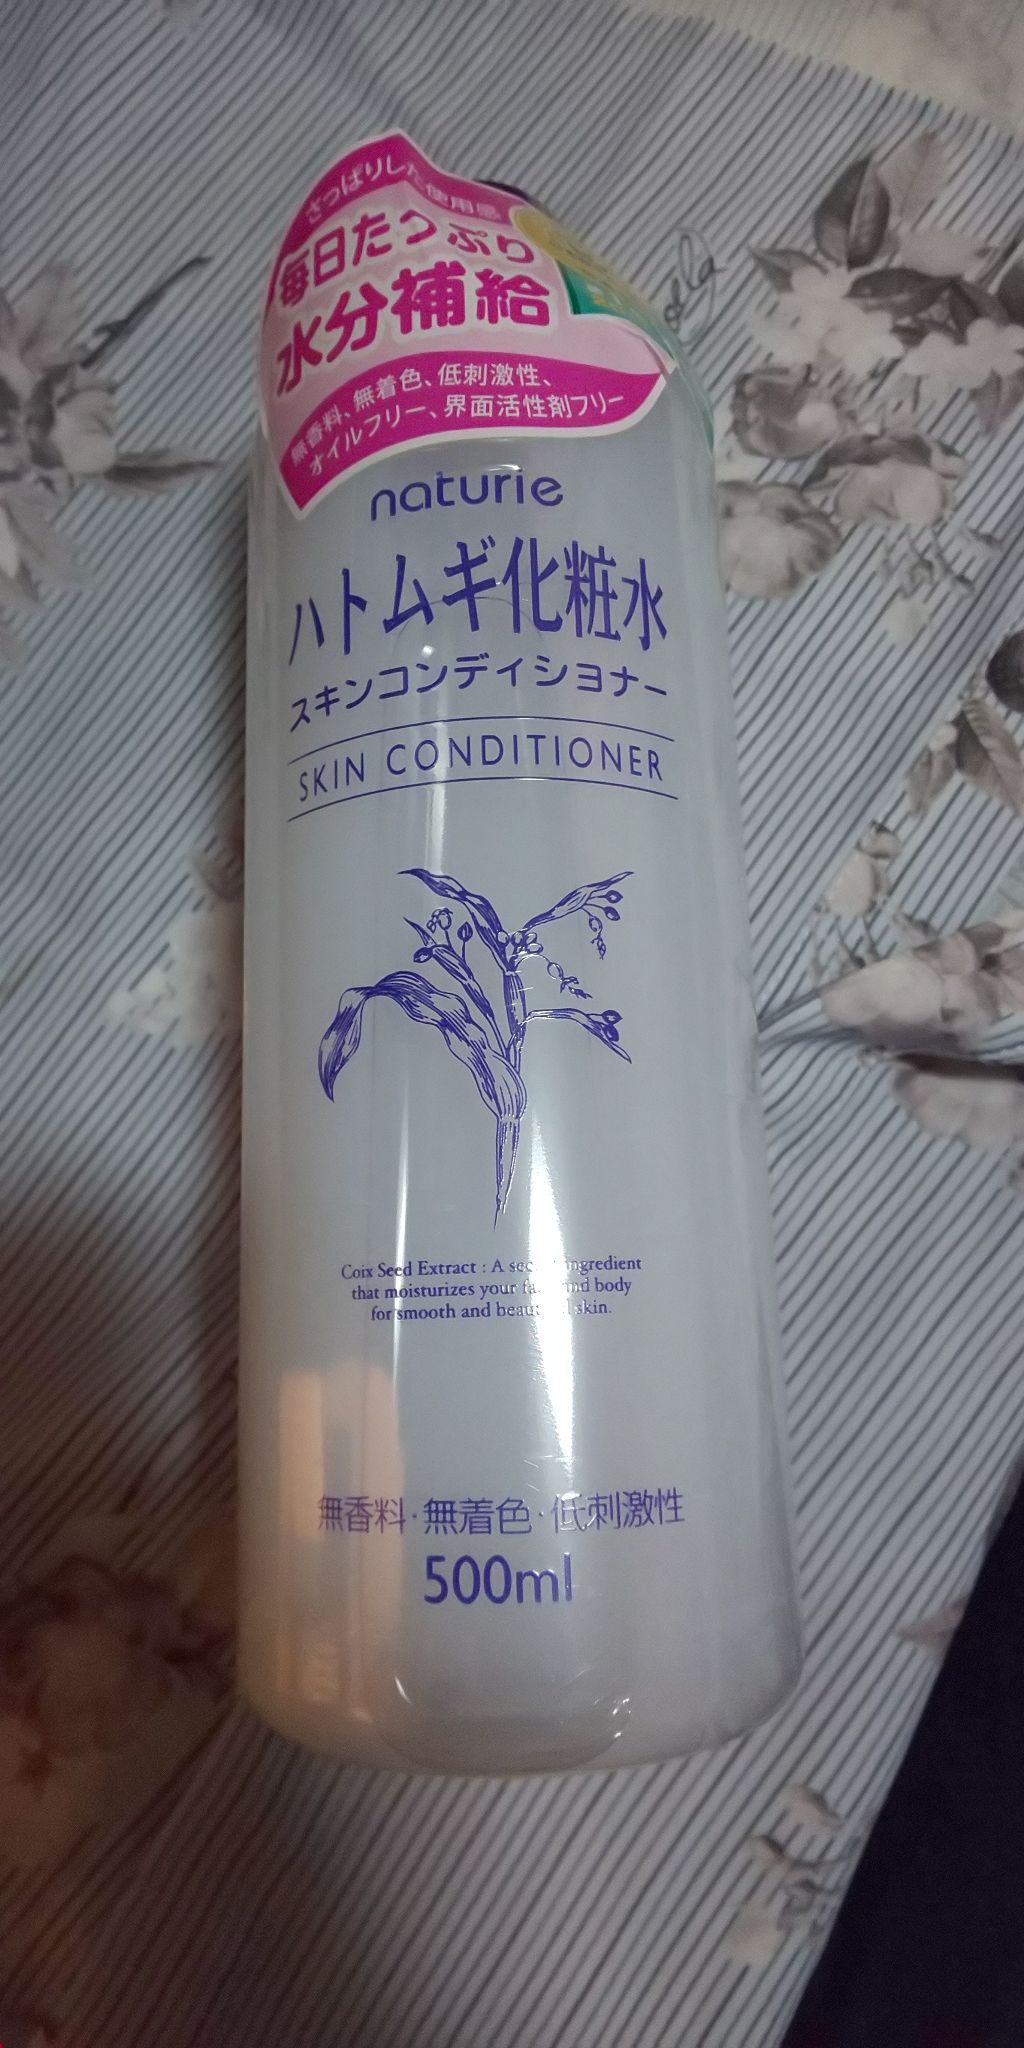 さっぱりした使用感
毎日たっぷり
水分補給
無香料、無着色、低刺激性、
オイルフリー、界面活性剤フリー
naturie
ハトムギ化粧水
スキンコンディショナー
SKIN CONDITIONER
Coix Seed Extract : A ingredient
that moisturizes your and body
for smooth and skin.
無香料・無着色・低刺激性
500ml